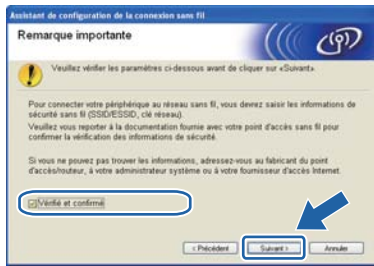 Assistant de configuration de la connexion sans fil
Remarque importante
Veuillez vérifier les paramètres ci-dessous avant de cliquer sur «Suivant».
Pour connecter votre périphérique au réseau sans fil, vous devrez saisir les informations de
sécurité sans fil (SSID/ESSID, clé réseau).
Veuillez vous reporter à la documentation fournie avec votre point d'accès sans fil pour
confirmer la vérification des informations de sécurité.
Si vous ne pouvez pas trouver les informations, adressez-vous au fabricant du point
d'accès/routeur, à votre administrateur système ou à votre fournisseur d'accès Internet.
Vérifié et confirmé
< Précédent Suivant > Annuler